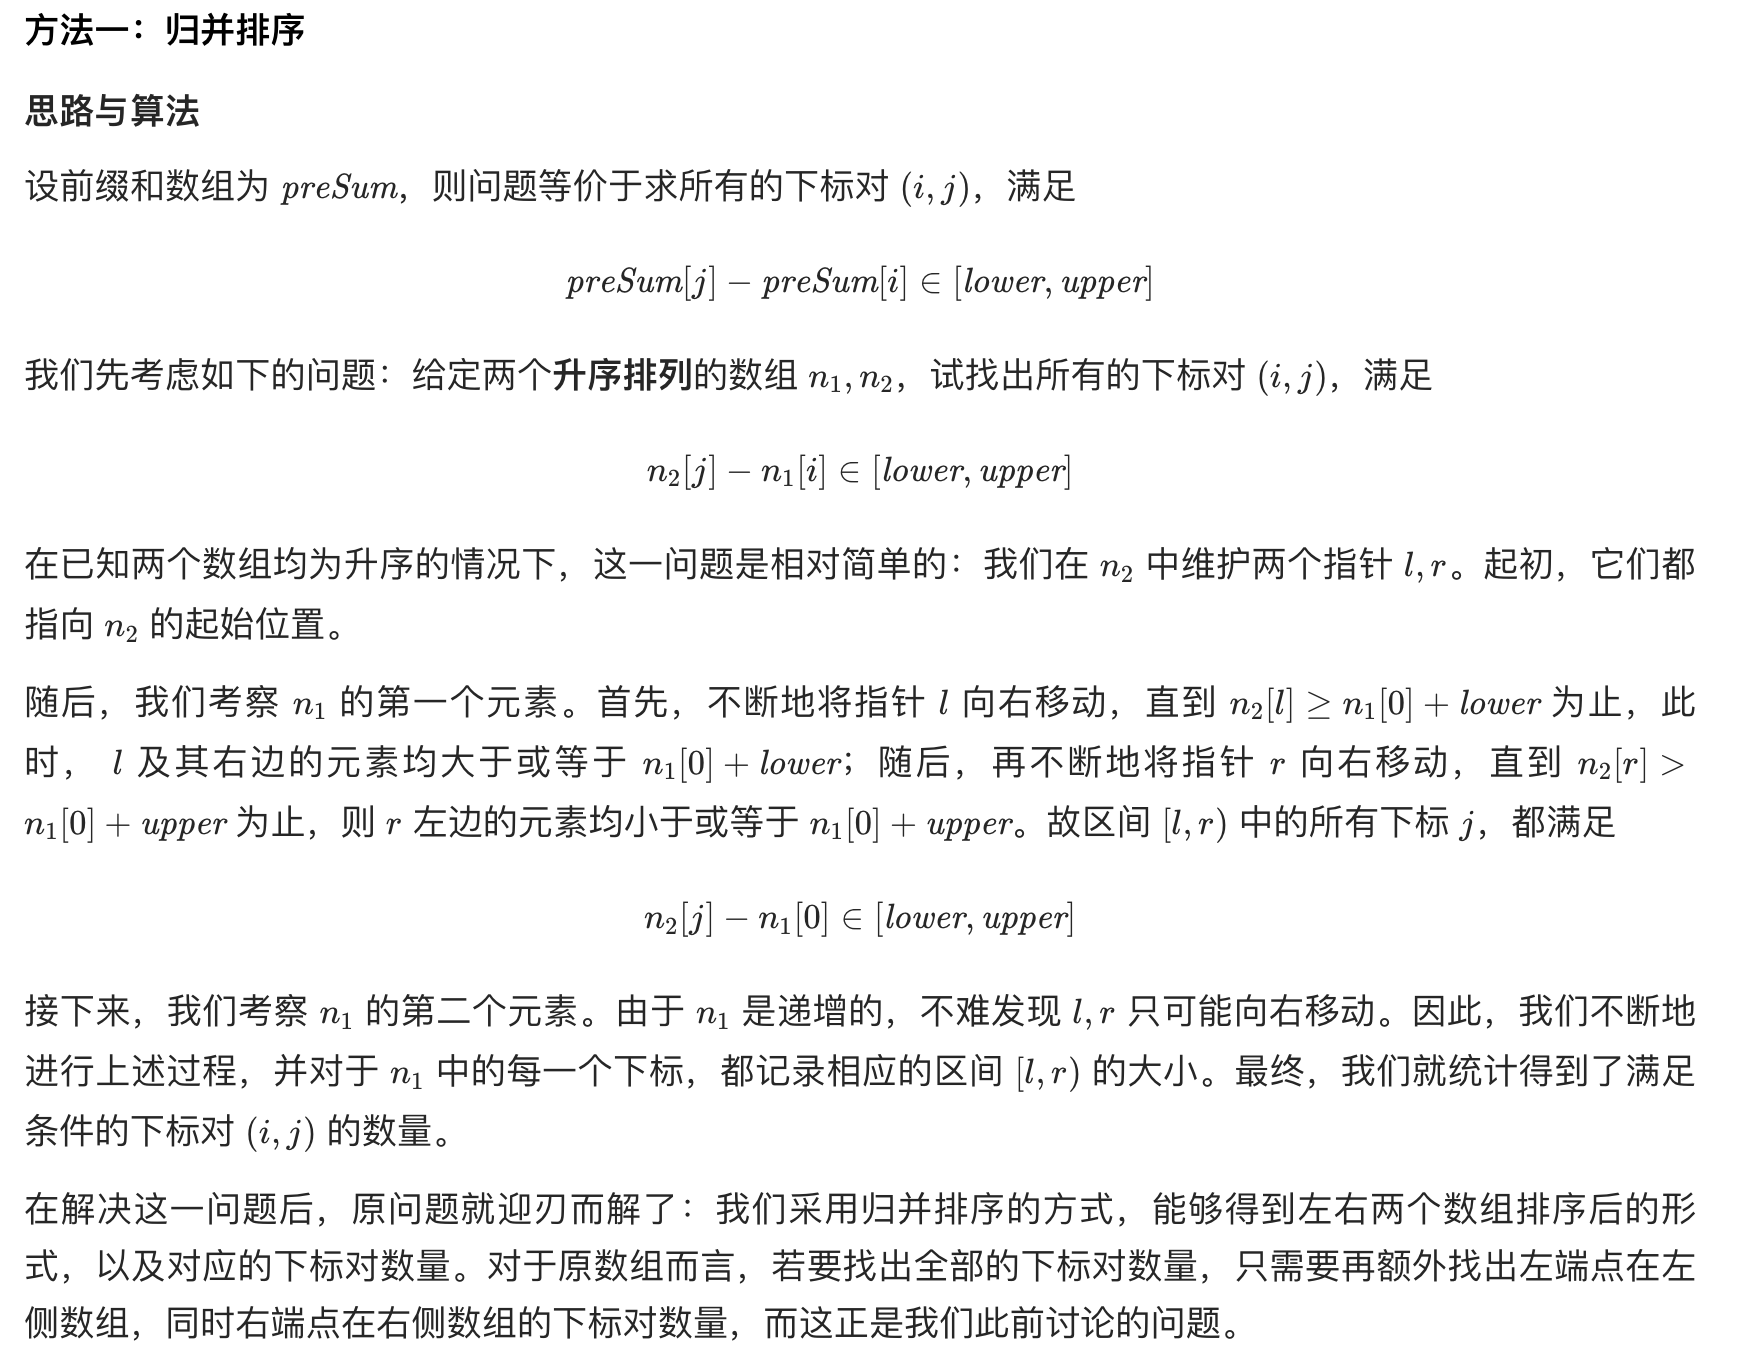 方法一：归并排序
思路与算法
设前缀和数组为 preSum，则问题等价于求所有的下标对 (i, j)，满足
preSum[j] − preSum[i] ∈ [lower, upper]
我们先考虑如下的问题：给定两个升序排列的数组 n₁, n₂，试找出所有的下标对 (i, j)，满足
n₂[j] − n₁[i] ∈ [lower, upper]
在已知两个数组均为升序的情况下，这一问题是相对简单的：我们在 n₂ 中维护两个指针 l, r。起初，它们都
指向 n₂ 的起始位置。
随后，我们考察 n₁ 的第一个元素。首先，不断地将指针 l 向右移动，直到 n₂[l] ≥ n₁[0] + lower 为止，此
时， l 及其右边的元素均大于或等于 n₁[0] + lower；随后，再不断地将指针 r 向右移动，直到 n₂[r] >
n₁[0] + upper 为止，则 r 左边的元素均小于或等于 n₁[0] + upper。故区间 [l, r) 中的所有下标 j，都满足
n₂[j] − n₁[0] ∈ [lower, upper]
接下来，我们考察 n₁ 的第二个元素。由于 n₁ 是递增的，不难发现 l, r 只可能向右移动。因此，我们不断地
进行上述过程，并对于 n₁ 中的每一个下标，都记录相应的区间 [l, r) 的大小。最终，我们就统计得到了满足
条件的下标对 (i, j) 的数量。
在解决这一问题后，原问题就迎刃而解了：我们采用归并排序的方式，能够得到左右两个数组排序后的形
式，以及对应的下标对数量。对于原数组而言，若要找出全部的下标对数量，只需要再额外找出左端点在左
侧数组，同时右端点在右侧数组的下标对数量，而这正是我们此前讨论的问题。